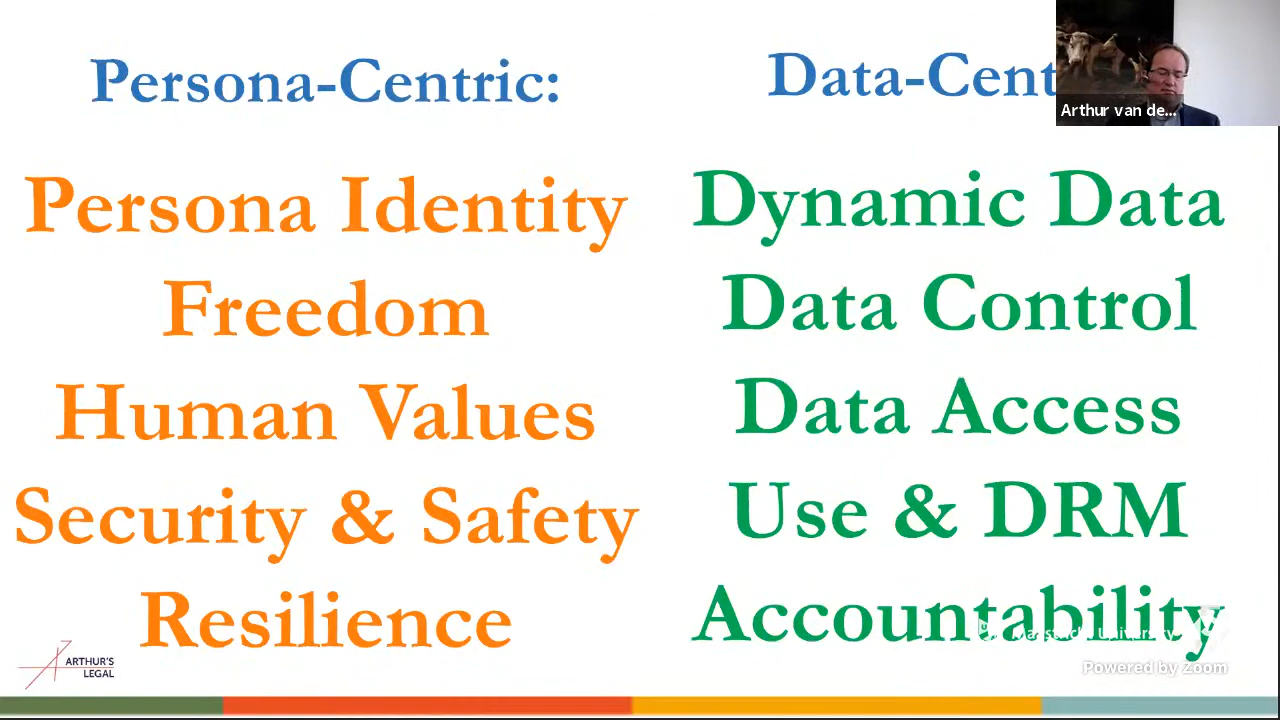 Persona-Centric:
Data-Cent
Arthur van de...
Persona Identity
Freedom
Human Values
Security & Safety
Resilience
Dynamic Data
Data Control
Data Access
Use & DRM
Accountability
ARTHUR'S
LEGAL
University
Powered by Zoom